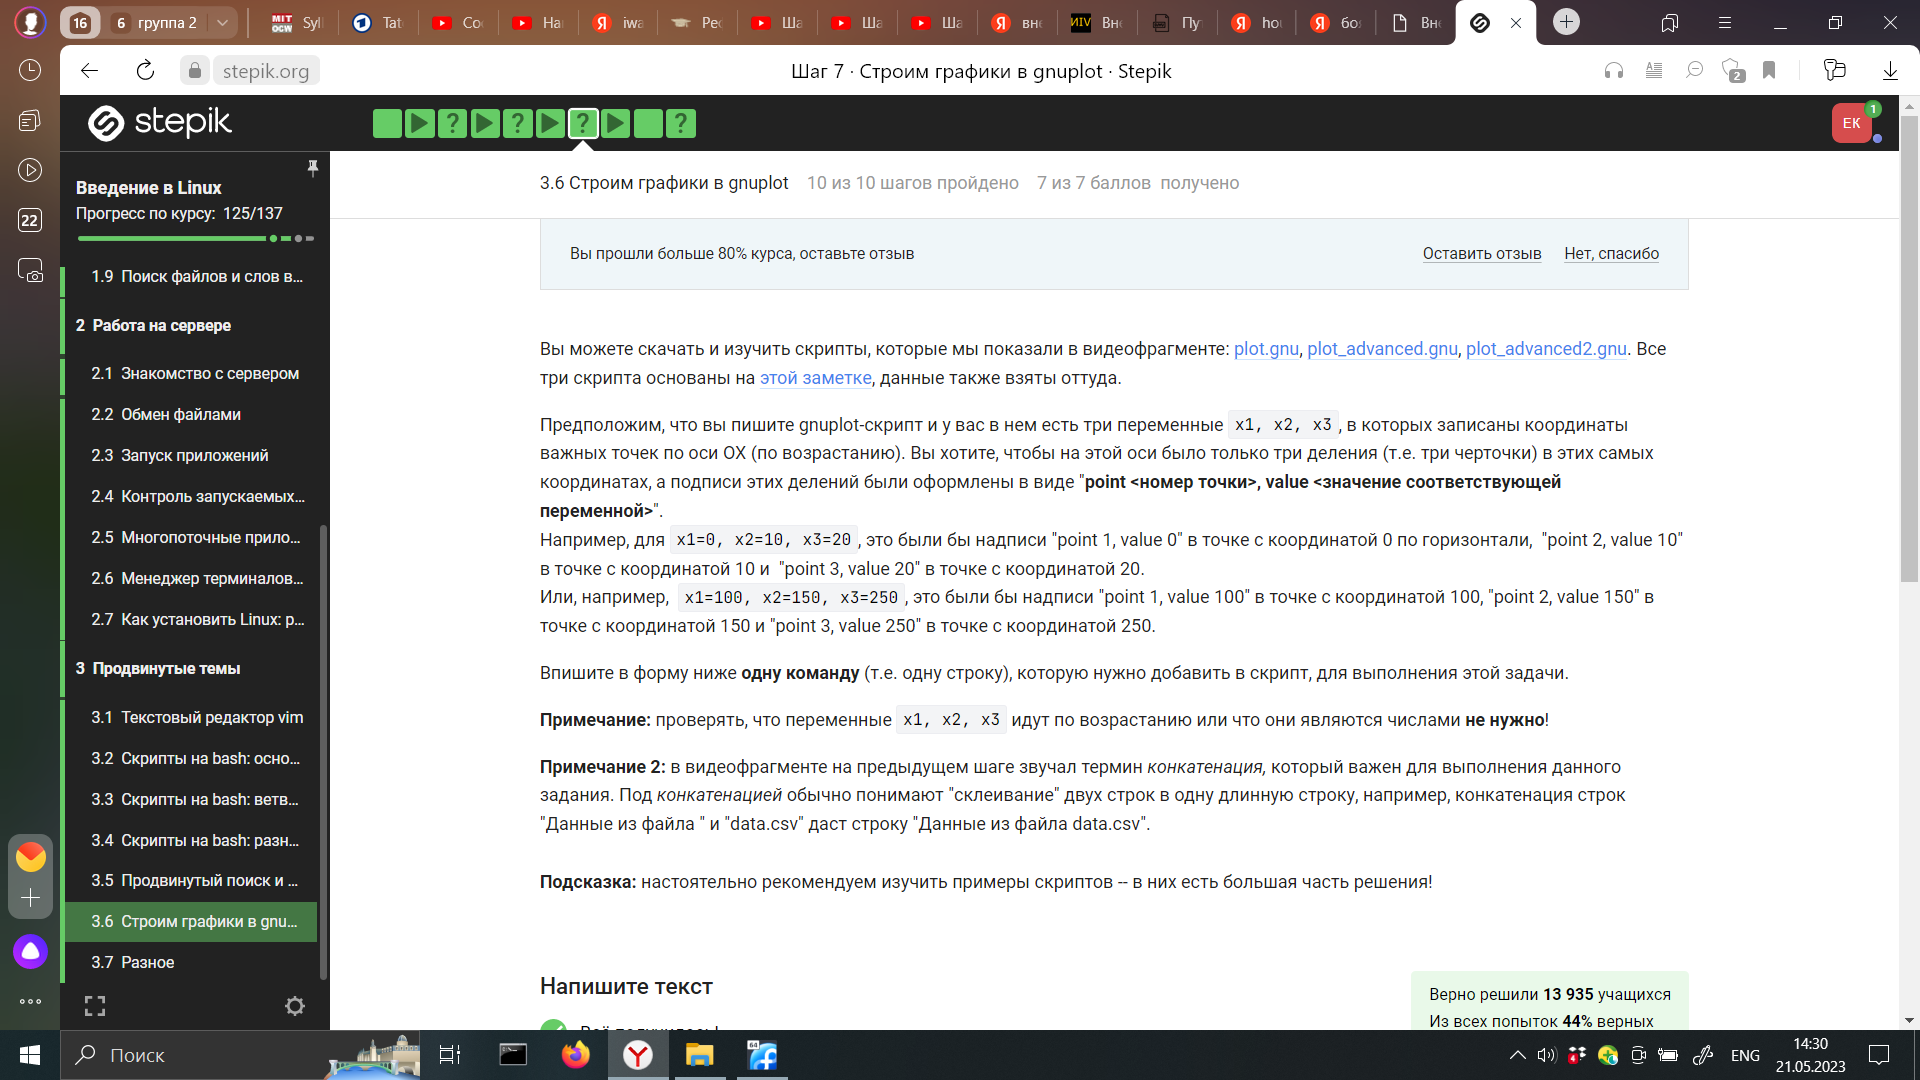 16
6 группа 2
MIT OCW Syl
Tat
Сос
На
iwa
Рес
Ша
Ша
Ша
вне
ИIV Вне
Пу
hou
боя
Вне
stepik.org
Шаг 7 · Строим графики в gnuplot · Stepik
2
22
stepik
ЕК
1
Введение в Linux
Прогресс по курсу: 125/137
1.9 Поиск файлов и слов в...
2 Работа на сервере
2.1 Знакомство с сервером
2.2 Обмен файлами
2.3 Запуск приложений
2.4 Контроль запускаемых...
2.5 Многопоточные прило...
2.6 Менеджер терминалов...
2.7 Как установить Linux: р...
3 Продвинутые темы
3.1 Текстовый редактор vim
3.2 Скрипты на bash: осно...
3.3 Скрипты на bash: ветв...
3.4 Скрипты на bash: разн...
3.5 Продвинутый поиск и ...
3.6 Строим графики в gnu...
3.7 Разное
3.6 Строим графики в gnuplot 10 из 10 шагов пройдено 7 из 7 баллов получено
Вы прошли больше 80% курса, оставьте отзыв Оставить отзыв Нет, спасибо
Вы можете скачать и изучить скрипты, которые мы показали в видеофрагменте: plot.gnu, plot_advanced.gnu, plot_advanced2.gnu. Все
три скрипта основаны на этой заметке, данные также взяты оттуда.
Предположим, что вы пишите gnuplot-скрипт и у вас в нем есть три переменные x1, x2, x3, в которых записаны координаты
важных точек по оси OX (по возрастанию). Вы хотите, чтобы на этой оси было только три деления (т.е. три черточки) в этих самых
координатах, а подписи этих делений были оформлены в виде "point <номер точки>, value <значение соответствующей
переменной>".
Например, для x1=0, x2=10, x3=20, это были бы надписи "point 1, value 0" в точке с координатой 0 по горизонтали, "point 2, value 10"
в точке с координатой 10 и "point 3, value 20" в точке с координатой 20.
Или, например, x1=100, x2=150, x3=250, это были бы надписи "point 1, value 100" в точке с координатой 100, "point 2, value 150" в
точке с координатой 150 и "point 3, value 250" в точке с координатой 250.
Впишите в форму ниже одну команду (т.е. одну строку), которую нужно добавить в скрипт, для выполнения этой задачи.
Примечание: проверять, что переменные x1, x2, x3 идут по возрастанию или что они являются числами не нужно!
Примечание 2: в видеофрагменте на предыдущем шаге звучал термин конкатенация, который важен для выполнения данного
задания. Под конкатенацией обычно понимают "склеивание" двух строк в одну длинную строку, например, конкатенация строк
"Данные из файла " и "data.csv" даст строку "Данные из файла data.csv".
Подсказка: настоятельно рекомендуем изучить примеры скриптов -- в них есть большая часть решения!
Напишите текст
Верно решили 13 935 учащихся
Из всех попыток 44% верных
Поиск
64
4
ENG
14:30
21.05.2023